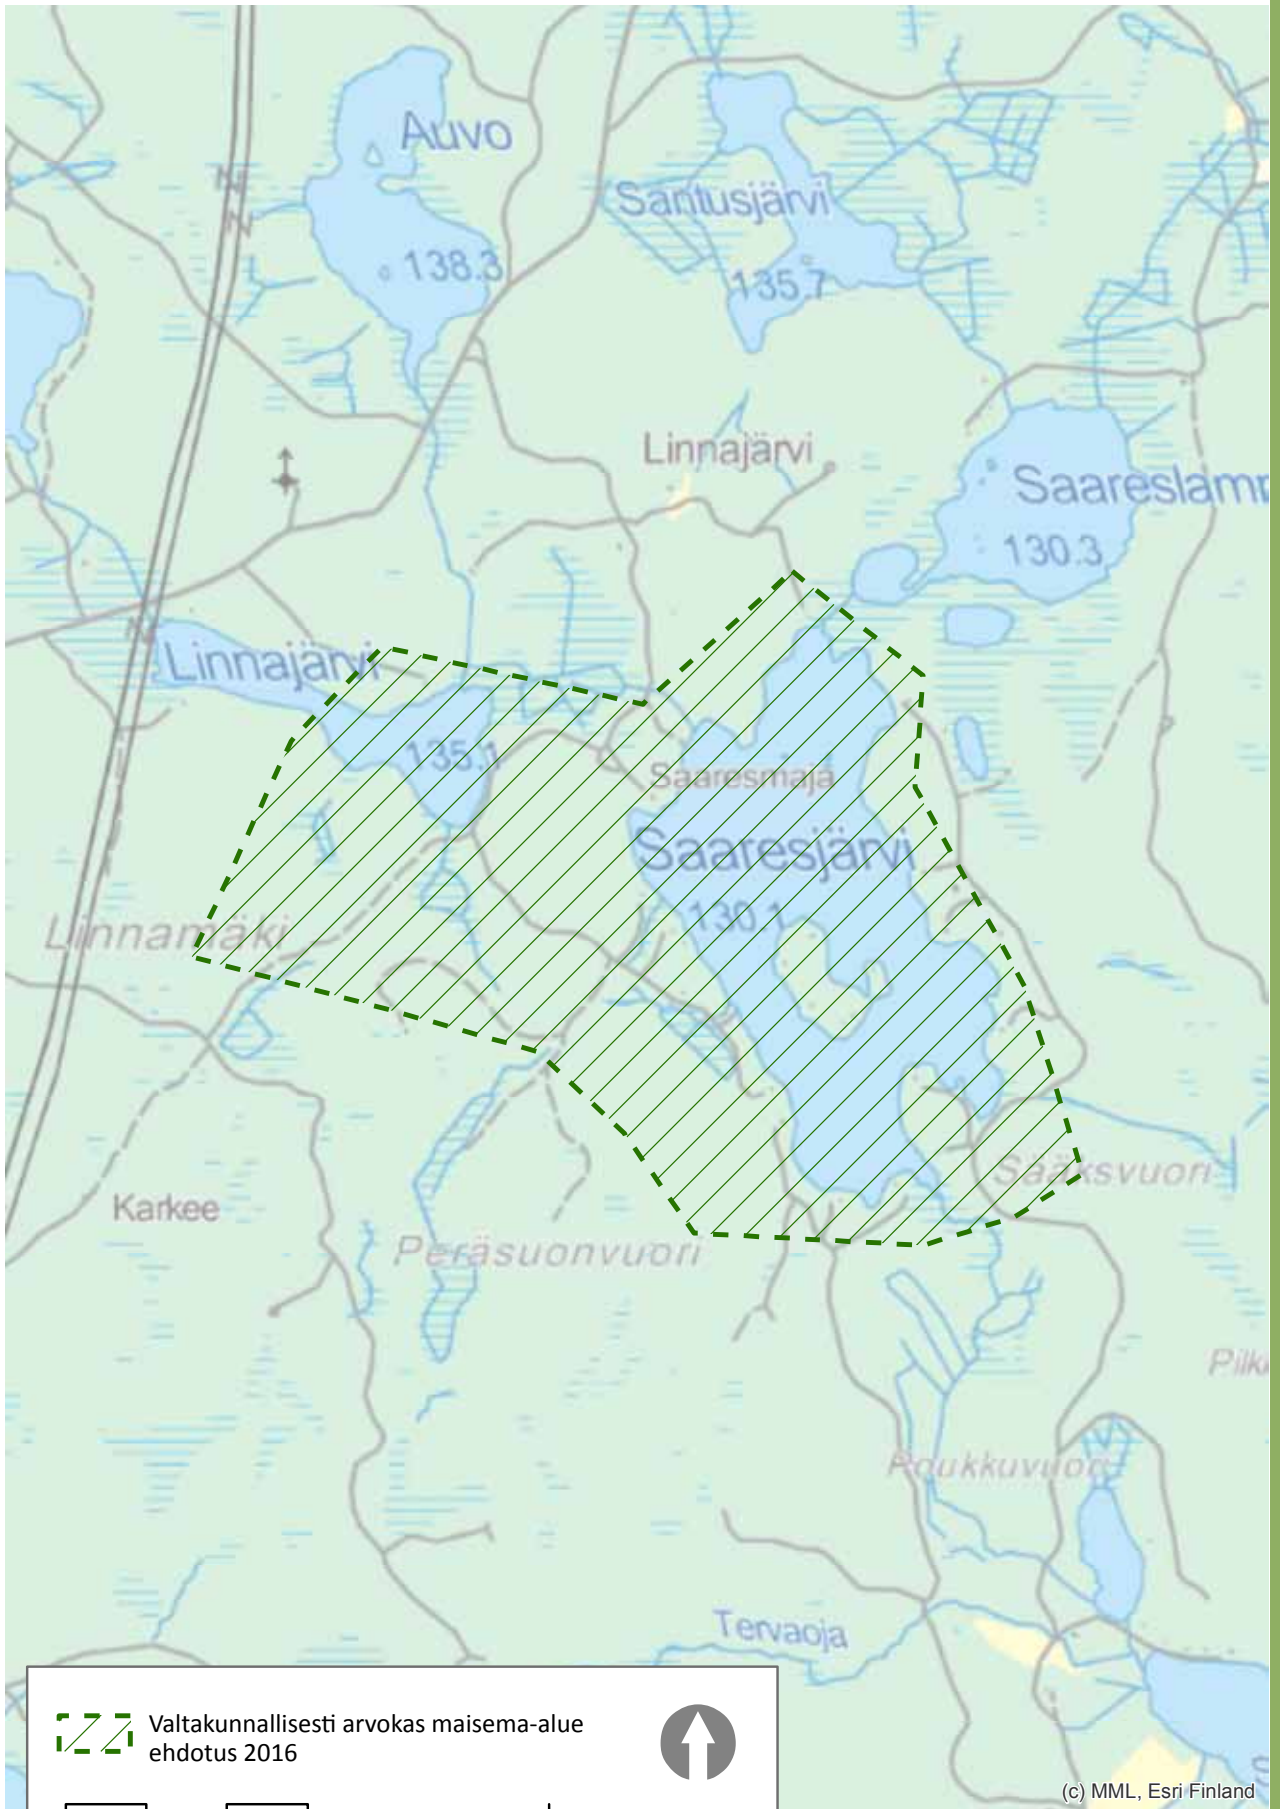 Auvo
138.3
Santusjärvi
135.7
Linnajärvi
130.3
Linnajärvi
135.1
Saaresmaja
Saaresjärvi
130.1
Linnamäki
Sääksvuori
Karkee
Peräsuonvuori
Poukkuvuori
Tervaoja
Valtakunnallisesti arvokas maisema-alue
ehdotus 2016
(c) MML, Esri Finland